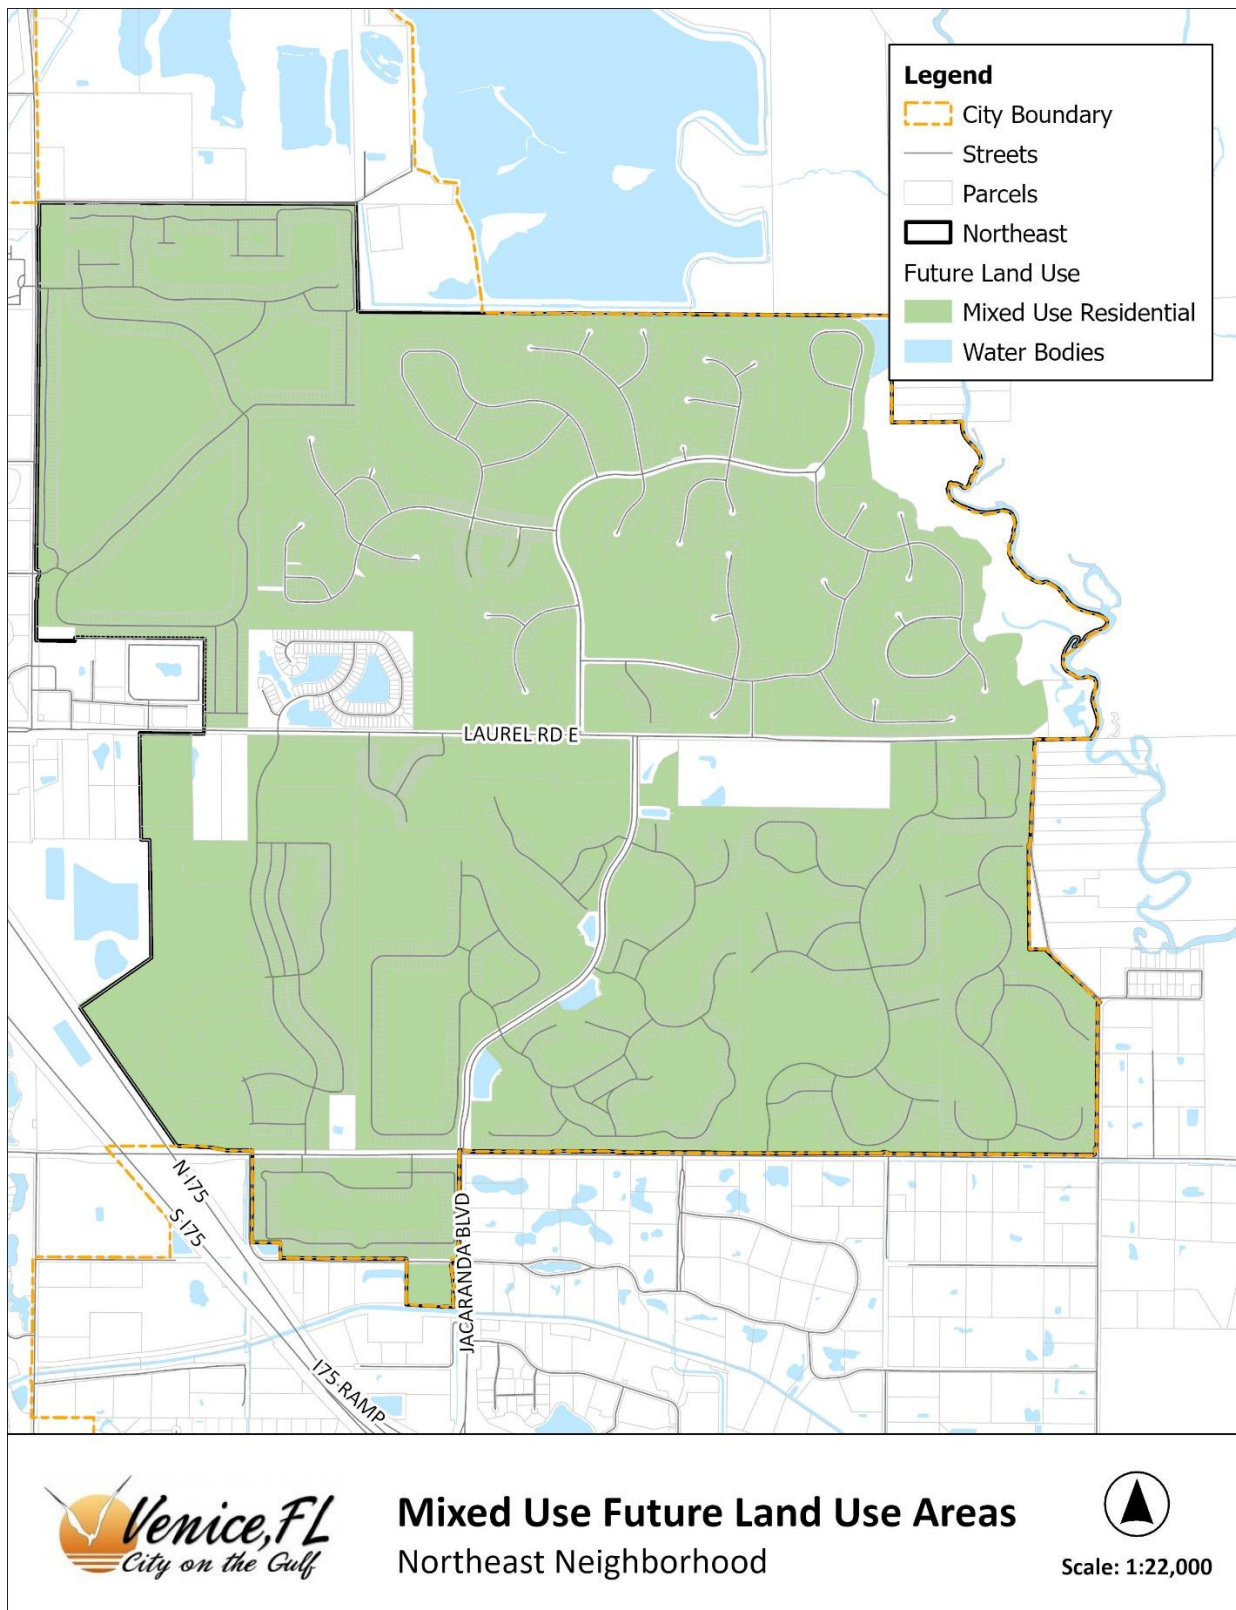 Legend
City Boundary
Streets
Parcels
Northeast
Future Land Use
Mixed Use Residential
Water Bodies
LAUREL RD E
N I75
S I75
JACARANDA BLVD
I75 RAMP
Venice, FL
City on the Gulf
Mixed Use Future Land Use Areas
Northeast Neighborhood
Scale: 1:22,000